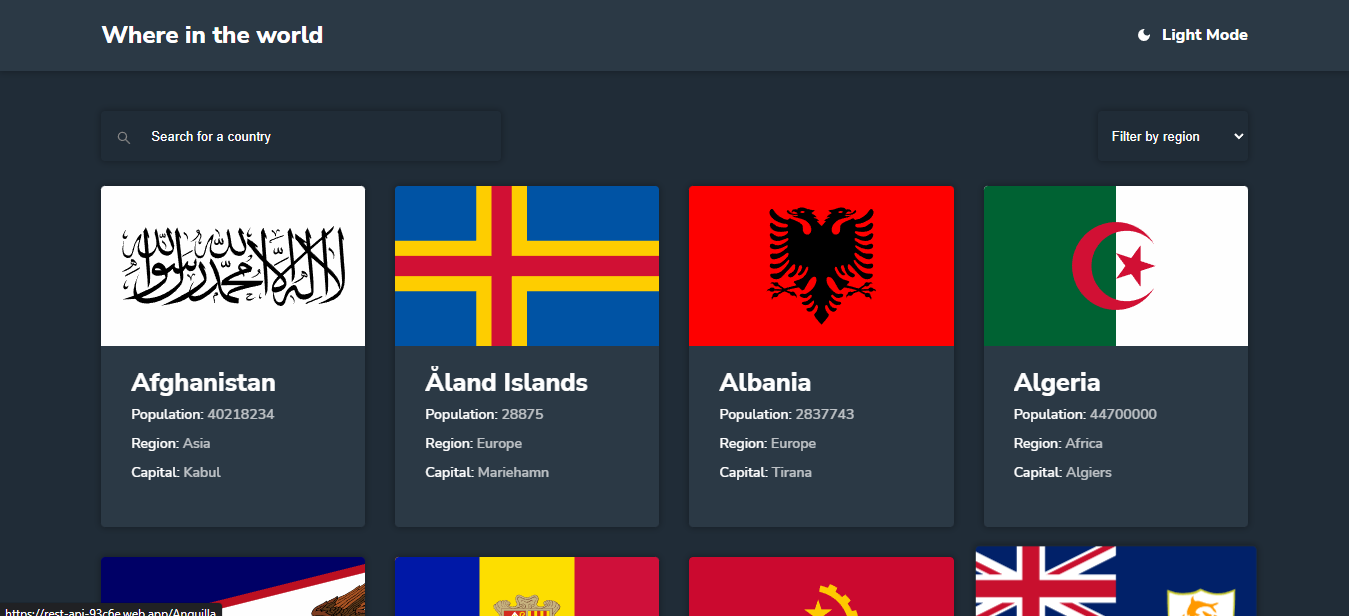 Where in the world
Light Mode
Search for a country
Filter by region
لا إله إلا الله محمد رسول الله
Afghanistan
Population: 40218234
Region: Asia
Capital: Kabul
Åland Islands
Population: 28875
Region: Europe
Capital: Mariehamn
Albania
Population: 2837743
Region: Europe
Capital: Tirana
Algeria
Population: 44700000
Region: Africa
Capital: Algiers
https://rest-api-93c6e.web.app/Anguilla